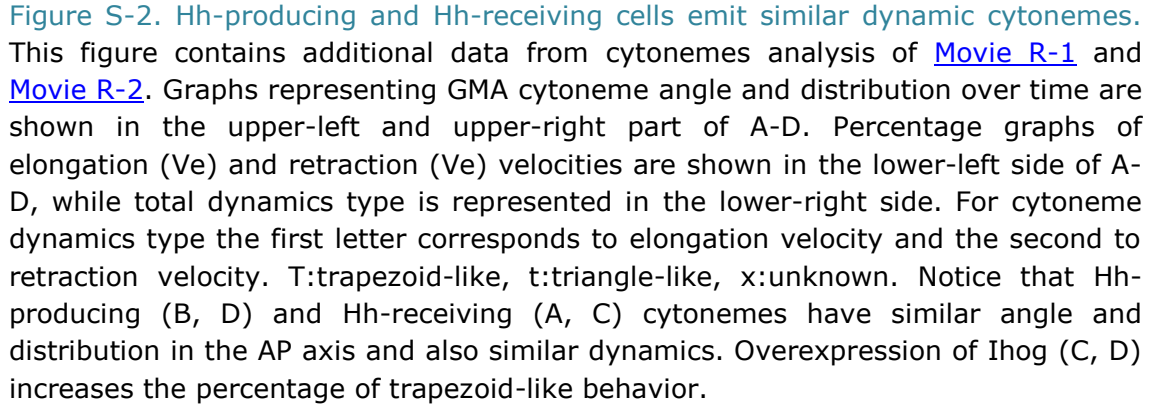 Figure S-2. Hh-producing and Hh-receiving cells emit similar dynamic cytonemes.
This figure contains additional data from cytonemes analysis of Movie R-1 and
Movie R-2. Graphs representing GMA cytoneme angle and distribution over time are
shown in the upper-left and upper-right part of A-D. Percentage graphs of
elongation (Ve) and retraction (Ve) velocities are shown in the lower-left side of A-
D, while total dynamics type is represented in the lower-right side. For cytoneme
dynamics type the first letter corresponds to elongation velocity and the second to
retraction velocity. T:trapezoid-like, t:triangle-like, x:unknown. Notice that Hh-
producing (B, D) and Hh-receiving (A, C) cytonemes have similar angle and
distribution in the AP axis and also similar dynamics. Overexpression of Ihog (C, D)
increases the percentage of trapezoid-like behavior.